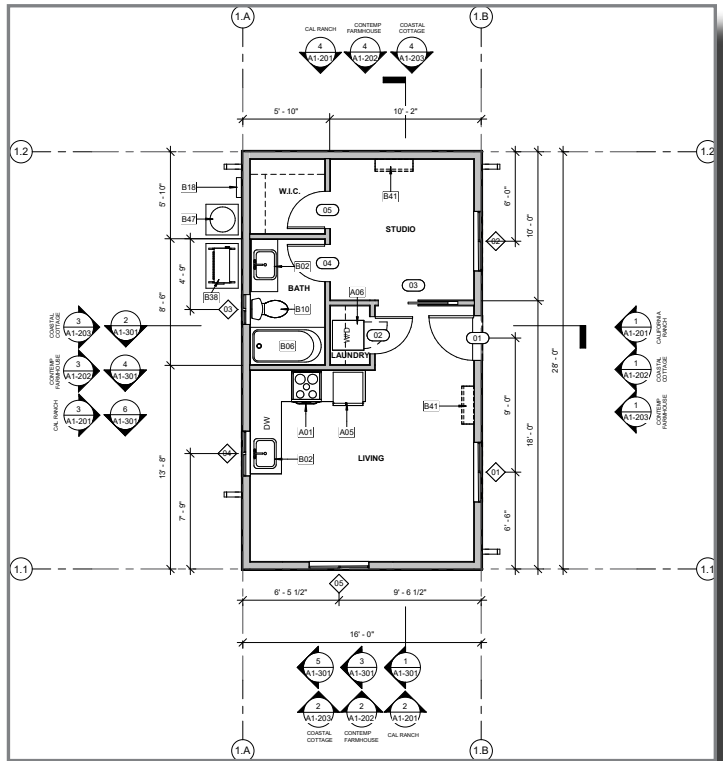 1.A
1.B
CAL RANCH
CONTEMP
FARMHOUSE
COASTAL
COTTAGE
4
A1-201
4
A1-202
4
A1-203
5' - 10"
10' - 2"
1.2
1.2
B18
W.I.C.
B41
5' - 10"
6' - 0"
B47
05
STUDIO
10' - 0"
02
B02
04
4' - 9"
BATH
B38
A06
03
8' - 6"
03
B10
COASTAL
COTTAGE
3
A1-203
2
A1-301
W/D
02
01
1
A1-201
CALIFORNIA
RANCH
B06
LAUNDRY
28' - 0"
CONTEMP
FARMHOUSE
3
A1-202
4
A1-301
1
A1-202
COASTAL
COTTAGE
9' - 0"
CAL RANCH
3
A1-201
6
A1-301
B41
1
A1-203
CONTEMP
FARMHOUSE
DW
A01
A05
18' - 0"
04
B02
LIVING
13' - 8"
01
7' - 9"
6' - 6"
1.1
1.1
05
6' - 5 1/2"
9' - 6 1/2"
16' - 0"
5
A1-301
3
A1-301
1
A1-301
2
A1-203
2
A1-202
2
A1-201
COASTAL
COTTAGE
CONTEMP
FARMHOUSE
CAL RANCH
1.A
1.B